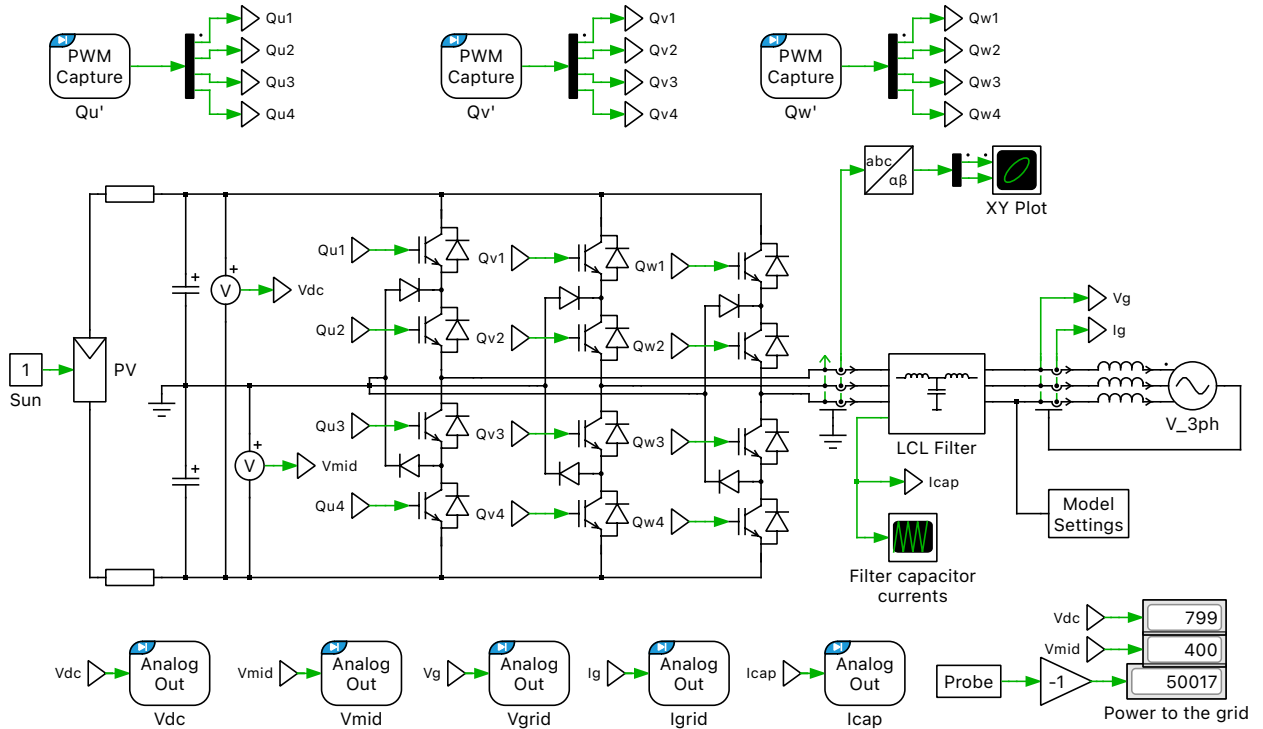 Qu1
Qv1
Qw1
PWM
Capture
PWM
Capture
PWM
Capture
Qu2
Qv2
Qw2
Qu3
Qv3
Qw3
Qu4
Qv4
Qw4
Qu'
Qv'
Qw'
abc
αβ
XY Plot
Qu1
Qv1
Qw1
+
+
V
Vdc
Qu2
Qv2
Qw2
Vg
Ig
1
Sun
PV
LCL Filter
V_3ph
Qu3
Qv3
Qw3
+
+
V
Vmid
Icap
Qu4
Qv4
Qw4
Model
Settings
Filter capacitor
currents
Vdc
799
Vmid
400
Vdc
Analog
Out
Vdc
Vmid
Analog
Out
Vmid
Vg
Analog
Out
Vgrid
Ig
Analog
Out
Igrid
Icap
Analog
Out
Icap
Probe
-1
50017
Power to the grid